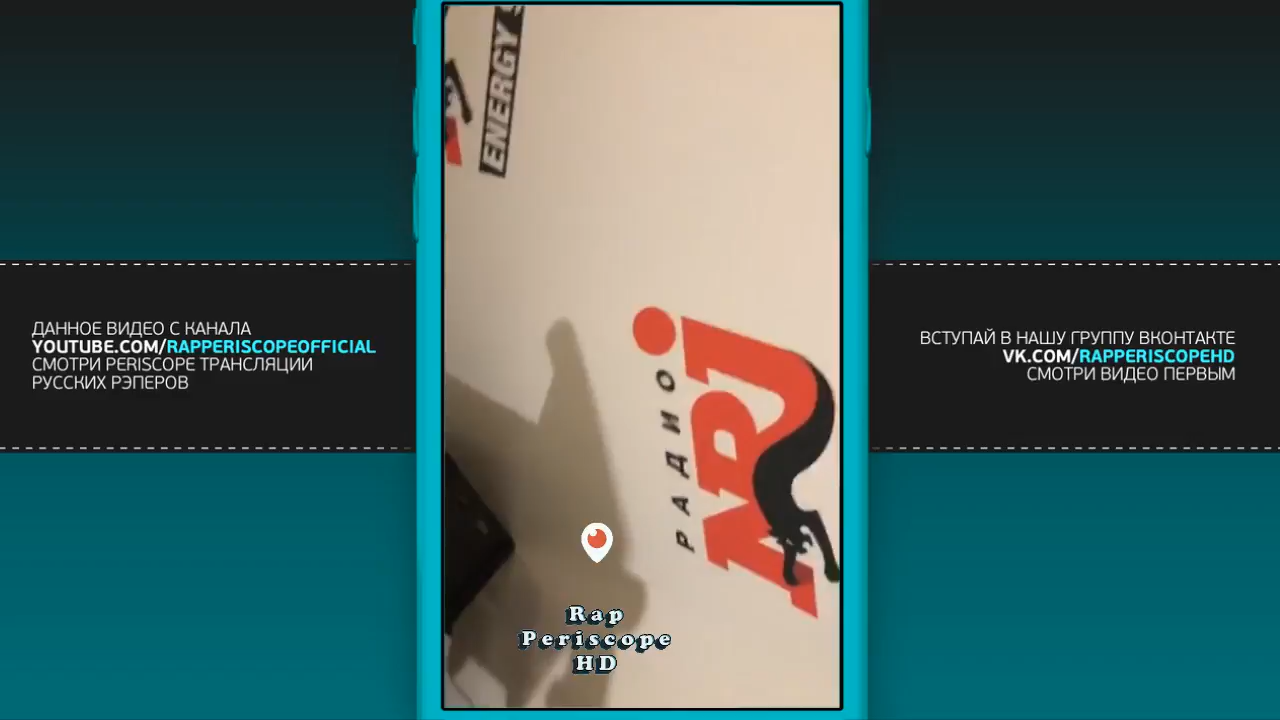 ДАННОЕ ВИДЕО С КАНАЛА
YOUTUBE.COM/RAPPERISCOPEOFFICIAL
СМОТРИ PERISCOPE ТРАНСЛЯЦИИ
РУССКИХ РЭПЕРОВ
ENERGY
РАДИО
NRJ
Rap
Periscope
HD
ВСТУПАЙ В НАШУ ГРУППУ ВКОНТАКТЕ
VK.COM/RAPPERISCOPEHD
СМОТРИ ВИДЕО ПЕРВЫМ